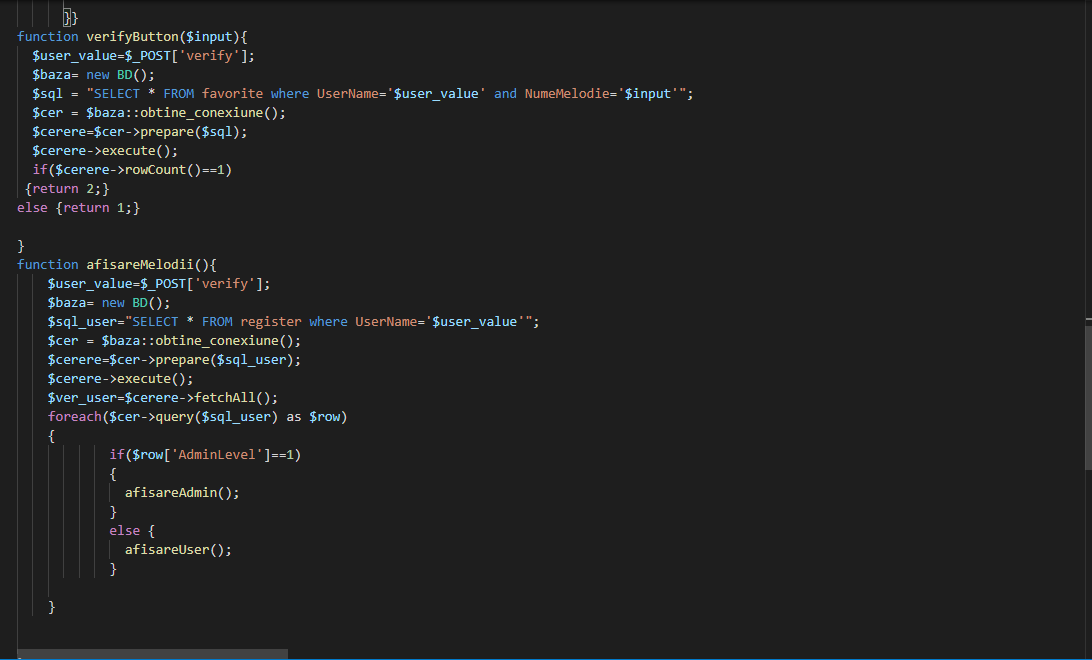 }}
function verifyButton($input){
$user_value=$_POST['verify'];
$baza= new BD();
$sql = "SELECT * FROM favorite where UserName='$user_value' and NumeMelodie='$input'";
$cer = $baza::obtine_conexiune();
$cerere=$cer->prepare($sql);
$cerere->execute();
if($cerere->rowCount()==1)
{return 2;}
else {return 1;}
}
function afisareMelodii(){
$user_value=$_POST['verify'];
$baza= new BD();
$sql_user="SELECT * FROM register where UserName='$user_value'";
$cer = $baza::obtine_conexiune();
$cerere=$cer->prepare($sql_user);
$cerere->execute();
$ver_user=$cerere->fetchAll();
foreach($cer->query($sql_user) as $row)
{
if($row['AdminLevel']==1)
{
afisareAdmin();
}
else {
afisareUser();
}
}